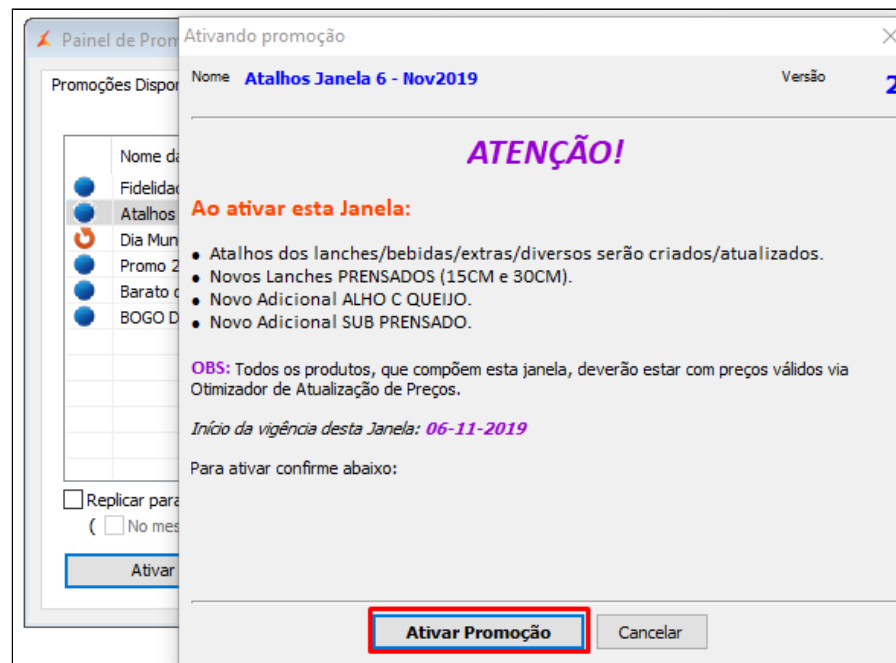 Painel de Prom
Ativando promoção
Promoções Dispor
Nome Atalhos Janela 6 - Nov2019 Versão 2
ATENÇÃO!
Nome da
Fidelidad
Atalhos
Dia Mun
Promo 2
Barato d
BOGO D
Ao ativar esta Janela:
• Atalhos dos lanches/bebidas/extras/diversos serão criados/atualizados.
• Novos Lanches PRENSADOS (15CM e 30CM).
• Novo Adicional ALHO C QUEIJO.
• Novo Adicional SUB PRENSADO.
OBS: Todos os produtos, que compõem esta janela, deverão estar com preços válidos via
Otimizador de Atualização de Preços.
Início da vigência desta Janela: 06-11-2019
Para ativar confirme abaixo:
Replicar para
( No mes
Ativar
Ativar Promoção
Cancelar